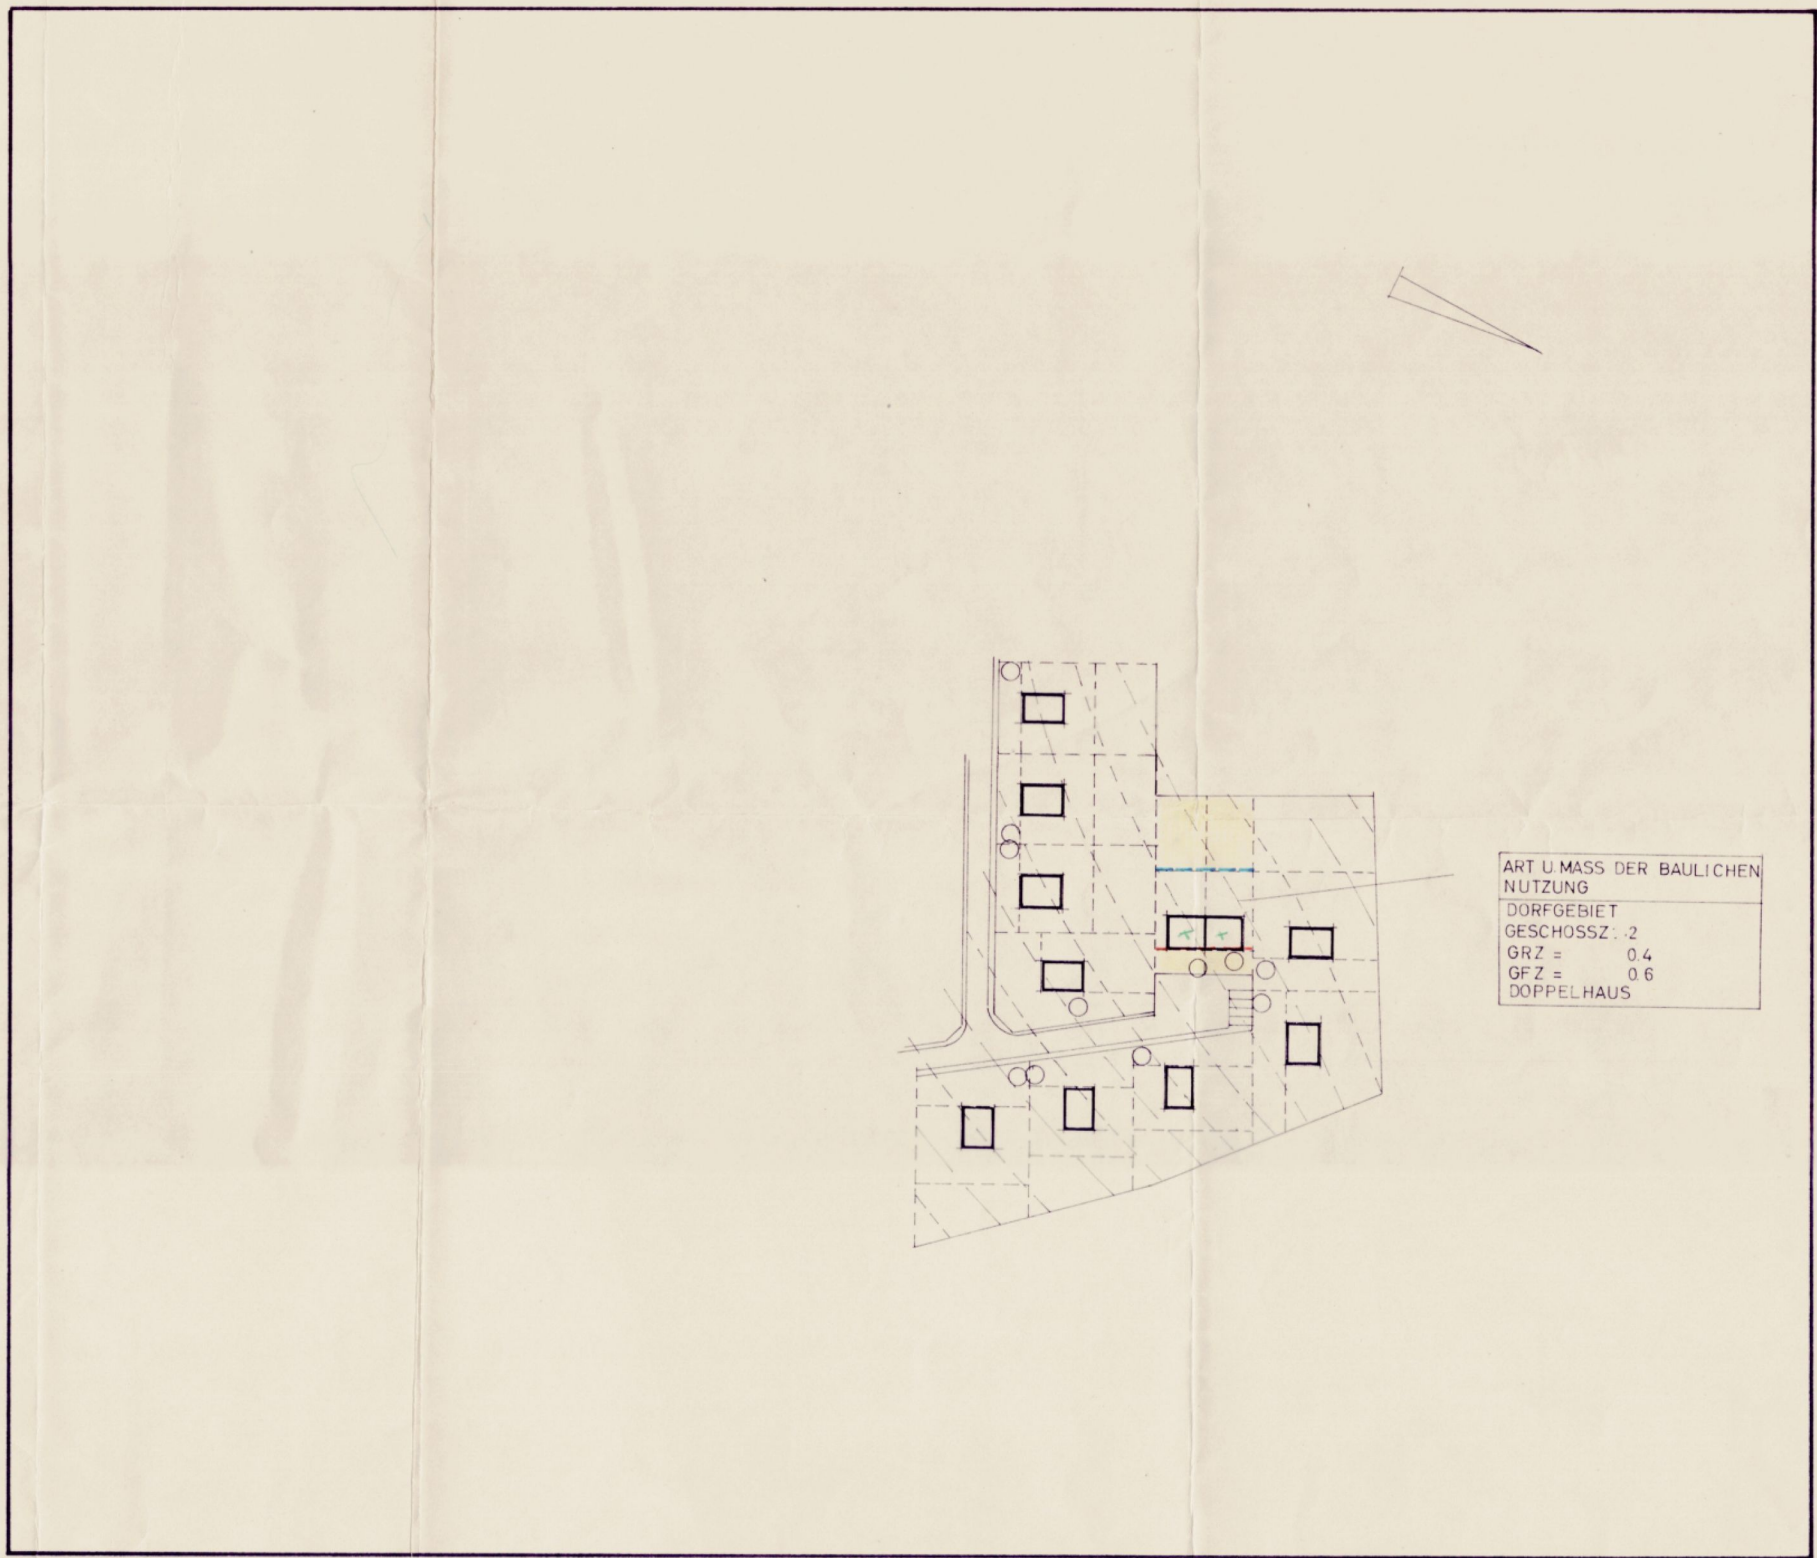 ART U. MASS DER BAULICHEN
NUTZUNG
DORFGEBIET
GESCHOSSZ.: 2
GRZ = 0.4
GFZ = 0.6
DOPPELHAUS